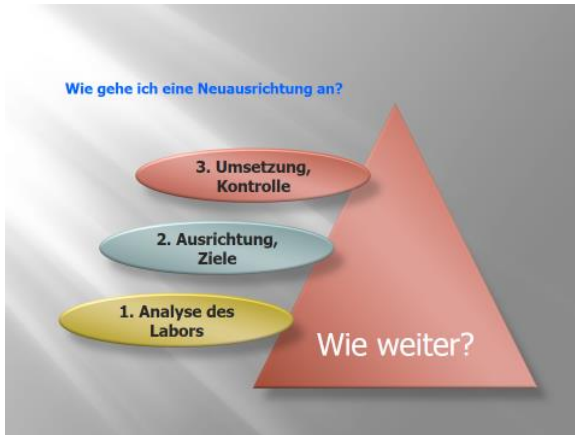 Wie gehe ich eine Neuausrichtung an?
3. Umsetzung,
Kontrolle
2. Ausrichtung,
Ziele
1. Analyse des
Labors
Wie weiter?